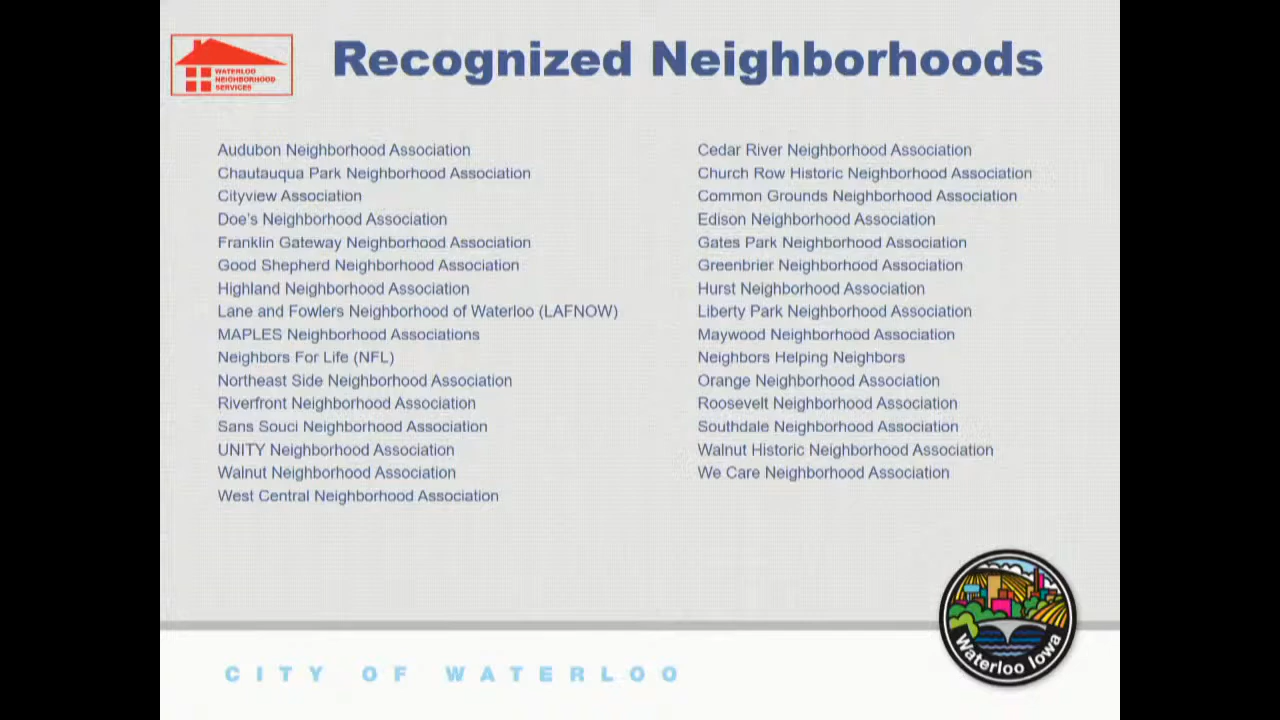 Recognized Neighborhoods
WATERLOO
NEIGHBORHOOD
SERVICES
Audubon Neighborhood Association
Chautauqua Park Neighborhood Association
Cityview Association
Doe's Neighborhood Association
Franklin Gateway Neighborhood Association
Good Shepherd Neighborhood Association
Highland Neighborhood Association
Lane and Fowlers Neighborhood of Waterloo (LAFNOW)
MAPLES Neighborhood Associations
Neighbors For Life (NFL)
Northeast Side Neighborhood Association
Riverfront Neighborhood Association
Sans Souci Neighborhood Association
UNITY Neighborhood Association
Walnut Neighborhood Association
West Central Neighborhood Association
Cedar River Neighborhood Association
Church Row Historic Neighborhood Association
Common Grounds Neighborhood Association
Edison Neighborhood Association
Gates Park Neighborhood Association
Greenbrier Neighborhood Association
Hurst Neighborhood Association
Liberty Park Neighborhood Association
Maywood Neighborhood Association
Neighbors Helping Neighbors
Orange Neighborhood Association
Roosevelt Neighborhood Association
Southdale Neighborhood Association
Walnut Historic Neighborhood Association
We Care Neighborhood Association
Waterloo Iowa
CITY OF WATERLOO